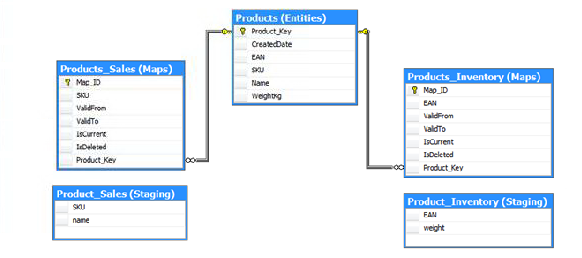 Products (Entities)
Product_Key
CreatedDate
EAN
SKU
Name
WeightKg
Products_Sales (Maps)
Map_ID
SKU
ValidFrom
ValidTo
IsCurrent
IsDeleted
Product_Key
Products_Inventory (Maps)
Map_ID
EAN
ValidFrom
ValidTo
IsCurrent
IsDeleted
Product_Key
Product_Sales (Staging)
SKU
name
Product_Inventory (Staging)
EAN
weight